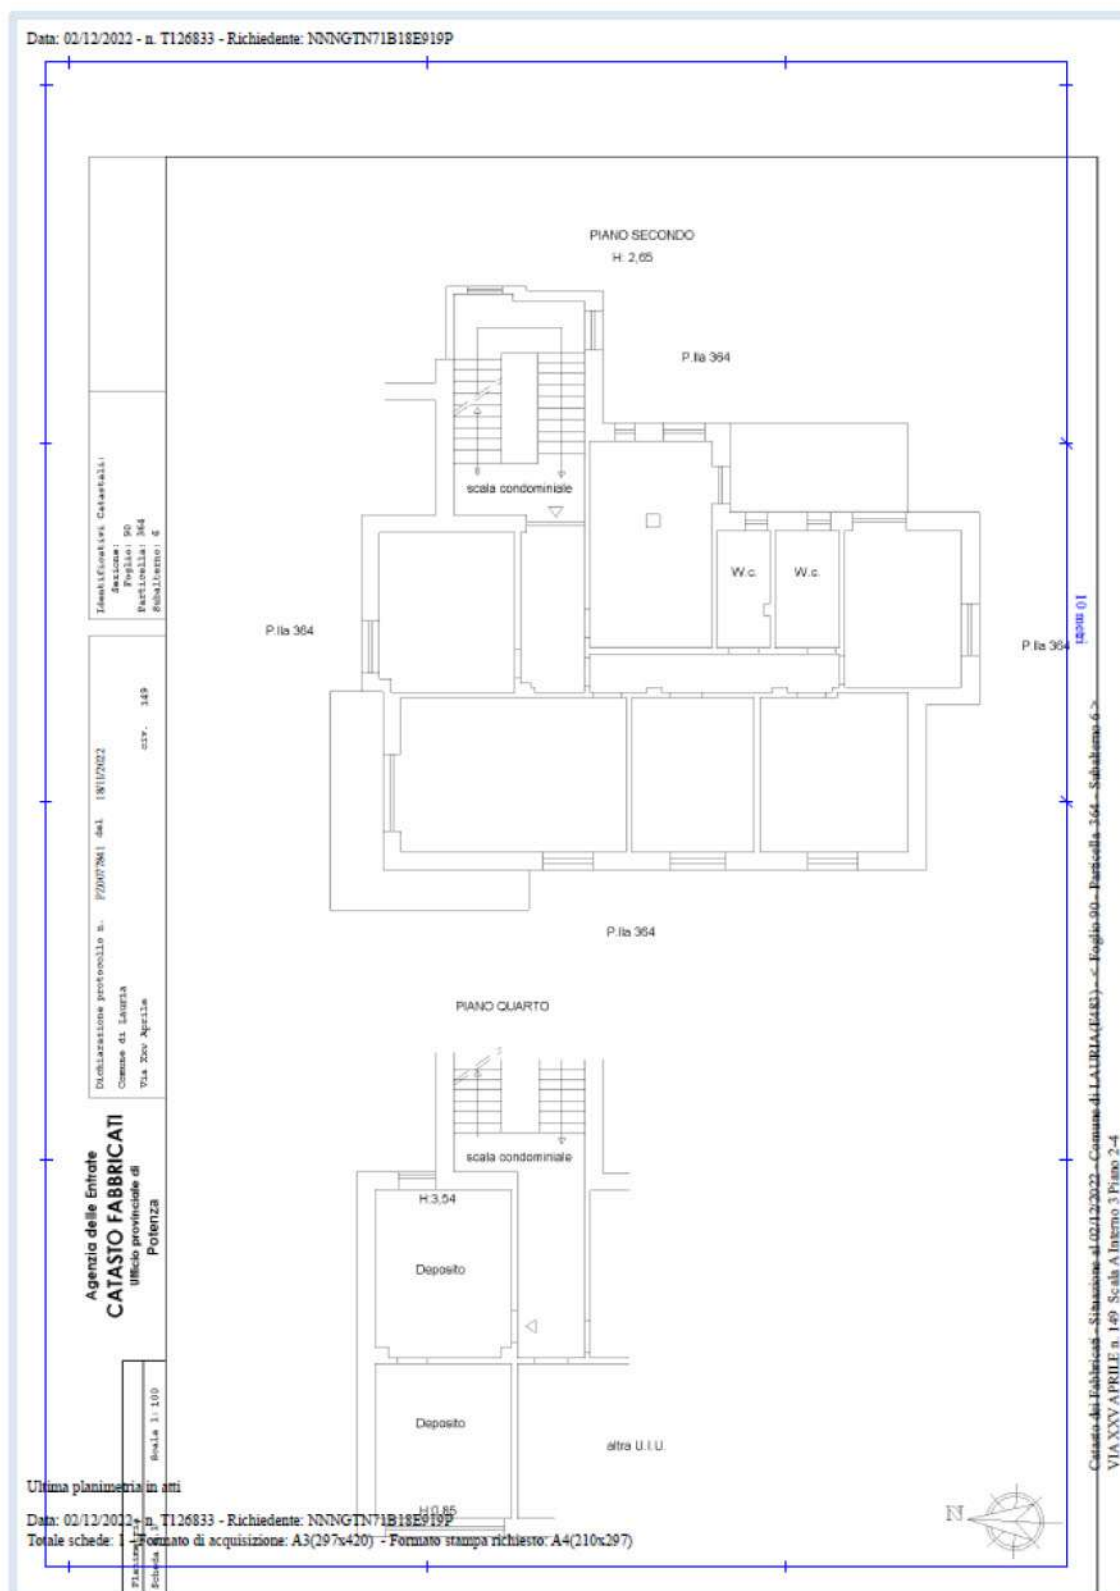 Data: 02/12/2022 - n. T126833 - Richiedente: NNNGTN71B18E919P
PIANO SECONDO
H: 2,65
P.lla 364
scala condominiale
W.c.
W.c.
P.lla 364
P.lla 364
P.lla 364
10 metri
PIANO QUARTO
scala condominiale
H:3,54
Deposito
Deposito
H:0,85
altra U.I.U.
N
Identificativi Catastali:
Sezione:
Foglio: 90
Particella: 364
Subalterno: 6
Dichiarazione protocollo n. PZ0077841 del 18/11/2022
Comune di Lauria
Via Xxv Aprile civ. 149
Agenzia delle Entrate
CATASTO FABBRICATI
Ufficio provinciale di
Potenza
Scheda Scala 1: 100
Catasto dei Fabbricati - Situazione al 02/12/2022 - Comune di LAURIA(E483) - < Foglio 90 - Particella 364 - Subalterno 6 >
VIA XXV APRILE n. 149 Scala A Interno 3 Piano 2-4
Ultima planimetria in atti
Data: 02/12/2022 - n. T126833 - Richiedente: NNNGTN71B18E919P
Totale schede: 1 - Formato di acquisizione: A3(297x420) - Formato stampa richiesto: A4(210x297)